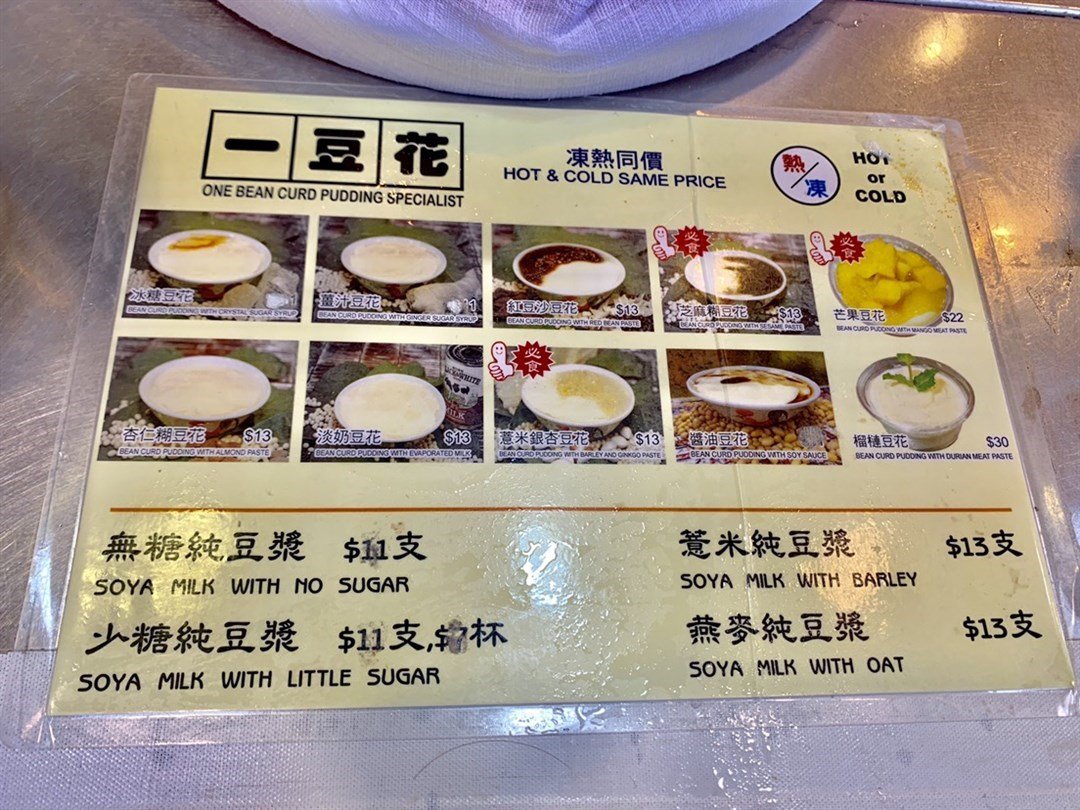 一豆花
ONE BEAN CURD PUDDING SPECIALIST
凍熱同價
HOT & COLD SAME PRICE
熱/凍
HOT
or
COLD
冰糖豆花
BEAN CURD PUDDING WITH CRYSTAL SUGAR SYRUP
薑汁豆花
BEAN CURD PUDDING WITH GINGER SUGAR SYRUP
紅豆沙豆花 $13
BEAN CURD PUDDING WITH RED BEAN PASTE
必食
芝麻糊豆花 $13
BEAN CURD PUDDING WITH SESAME PASTE
必食
芒果豆花 $22
BEAN CURD PUDDING WITH MANGO MEAT PASTE
杏仁糊豆花 $13
BEAN CURD PUDDING WITH ALMOND PASTE
淡奶豆花 $13
BEAN CURD PUDDING WITH EVAPORATED MILK
必食
薏米銀杏豆花 $13
BEAN CURD PUDDING WITH BARLEY AND GINKGO PASTE
醬油豆花
BEAN CURD PUDDING WITH SOY SAUCE
榴槤豆花 $30
BEAN CURD PUDDING WITH DURIAN MEAT PASTE
無糖純豆漿 $11支
SOYA MILK WITH NO SUGAR
少糖純豆漿 $11支,$杯
SOYA MILK WITH LITTLE SUGAR
薏米純豆漿 $13支
SOYA MILK WITH BARLEY
燕麥純豆漿 $13支
SOYA MILK WITH OAT